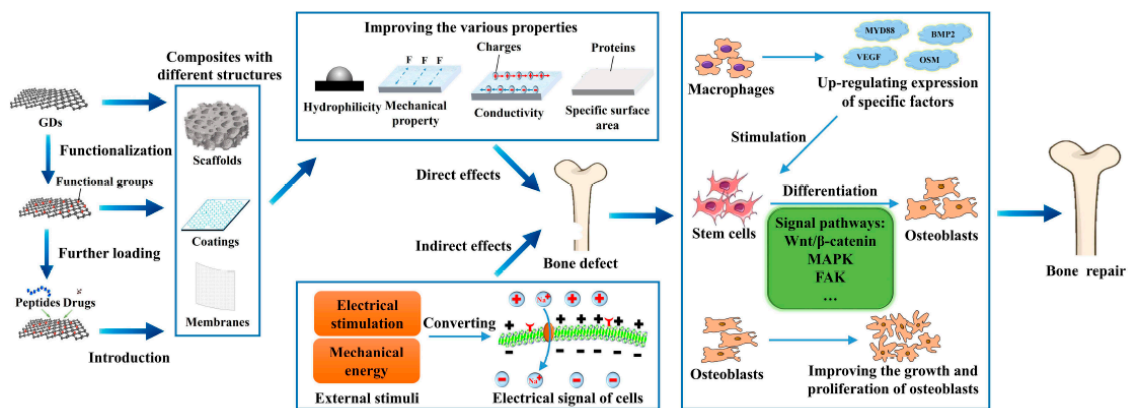 GDs
Functionalization
Functional groups
Further loading
Peptides Drugs
Introduction
Composites with
different structures
Scaffolds
Coatings
Membranes
Improving the various properties
Hydrophilicity
F F F
Mechanical
property
Charges
Conductivity
Proteins
Specific surface
area
Direct effects
Indirect effects
Bone defect
Electrical
stimulation
Mechanical
energy
External stimuli
Converting
Na+
Na+
Electrical signal of cells
Macrophages
MYD88
BMP2
VEGF
OSM
Up-regulating expression
of specific factors
Stimulation
Stem cells
Differentiation
Signal pathways:
Wnt/β-catenin
MAPK
FAK
...
Osteoblasts
Osteoblasts
Improving the growth and
proliferation of osteoblasts
Bone repair